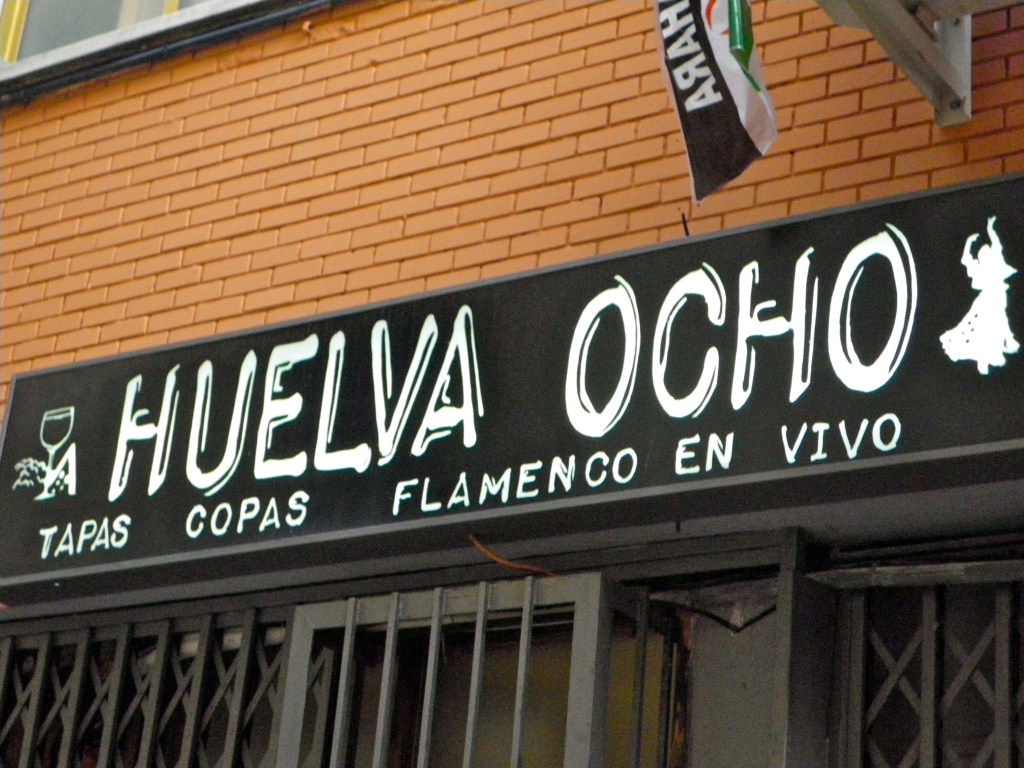 HUELVA OCHO
TAPAS COPAS FLAMENCO EN VIVO